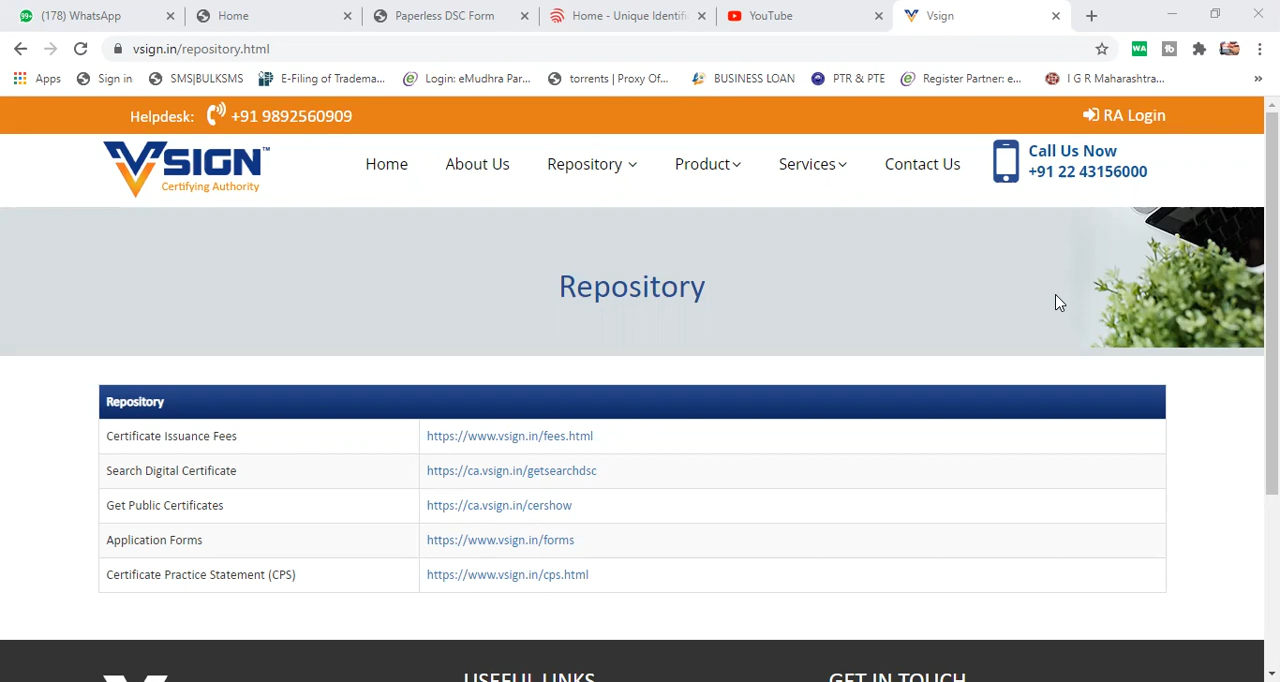 (178) WhatsApp
Home
Paperless DSC Form
Home - Unique Identifi
YouTube
Vsign
vsign.in/repository.html
Apps
Sign in
SMS|BULKSMS
E-Filing of Tradema...
Login: eMudhra Par...
torrents | Proxy Of...
BUSINESS LOAN
PTR & PTE
Register Partner: e...
I G R Maharashtra...
Helpdesk: +91 9892560909
RA Login
VSIGN™
Certifying Authority
Home
About Us
Repository
Product
Services
Contact Us
Call Us Now
+91 22 43156000
Repository
Repository
Certificate Issuance Fees https://www.vsign.in/fees.html
Search Digital Certificate https://ca.vsign.in/getsearchdsc
Get Public Certificates https://ca.vsign.in/cershow
Application Forms https://www.vsign.in/forms
Certificate Practice Statement (CPS) https://www.vsign.in/cps.html
USEFUL LINKS
GET IN TOUCH